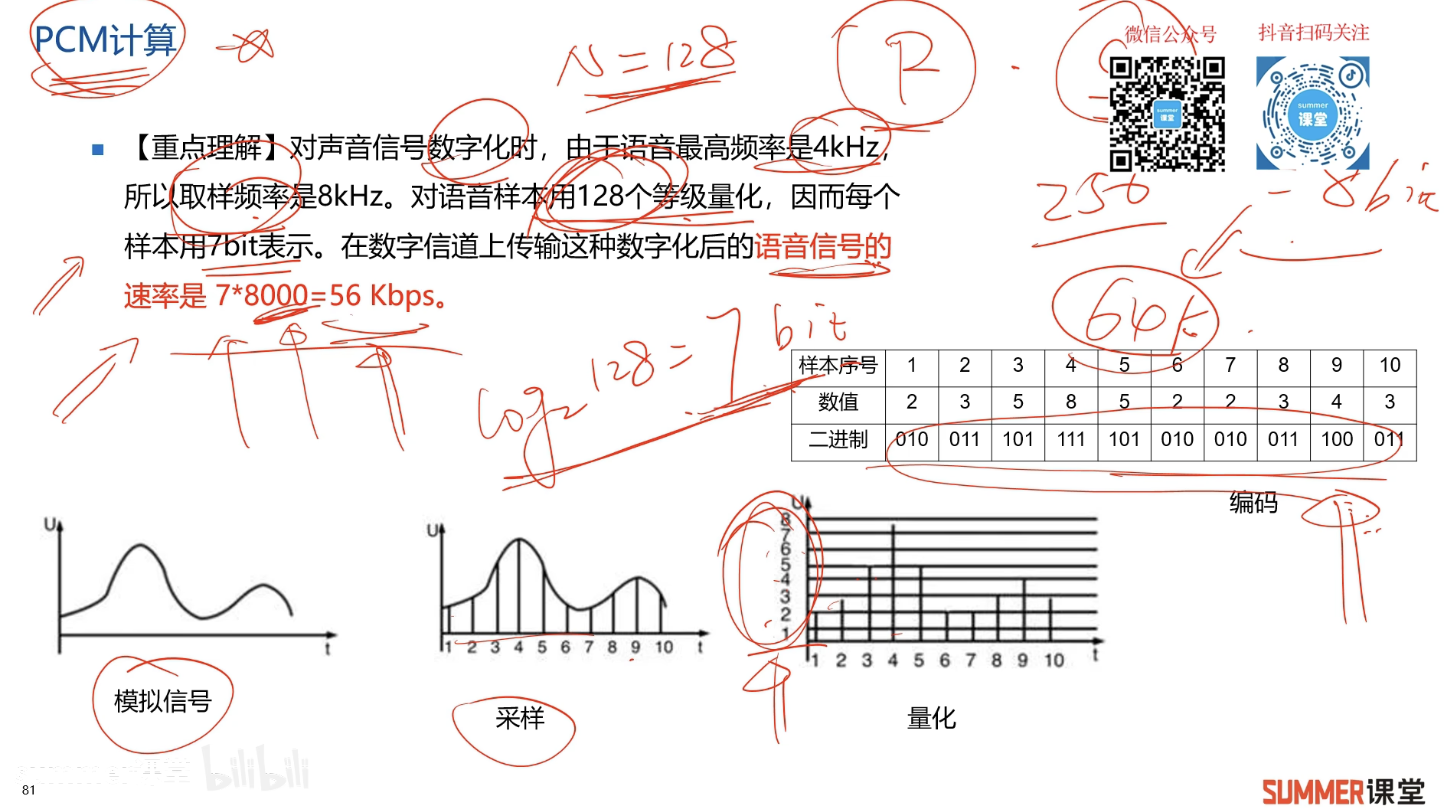 PCM计算
N=128
R
微信公众号
抖音扫码关注
summer
课堂
summer
课堂
■ 【重点理解】对声音信号数字化时，由于语音最高频率是4kHz，
所以取样频率是8kHz。对语音样本用128个等级量化，因而每个
样本用7bit表示。在数字信道上传输这种数字化后的语音信号的
速率是 7*8000=56 Kbps。
256 - 8bit
64k
log₂128=7bit
样本序号 1 2 3 4 5 6 7 8 9 10
数值 2 3 5 8 5 2 2 3 4 3
二进制 010 011 101 111 101 010 010 011 100 011
编码
U
t
模拟信号
U
1 2 3 4 5 6 7 8 9 10 t
采样
U
8
7
6
5
4
3
2
1
1 2 3 4 5 6 7 8 9 10 t
量化
bilibili
81
SUMMER课堂